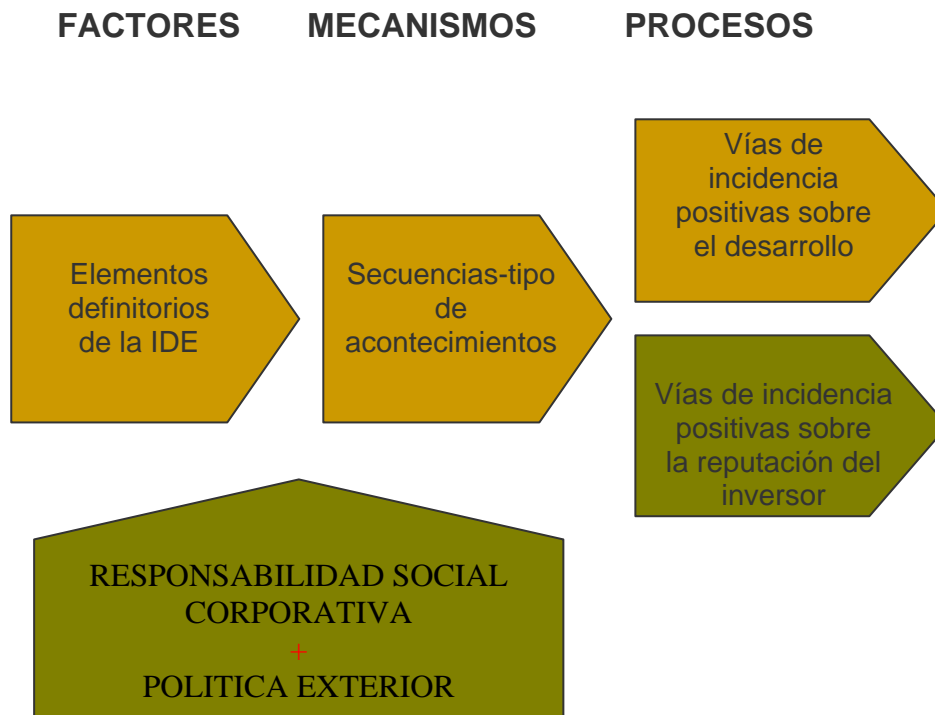 FACTORES MECANISMOS PROCESOS
Elementos
definitorios
de la IDE
Secuencias-tipo
de
acontecimientos
Vías de
incidencia
positivas sobre
el desarrollo
Vías de incidencia
positivas sobre
la reputación del
inversor
RESPONSABILIDAD SOCIAL
CORPORATIVA
+
POLITICA EXTERIOR